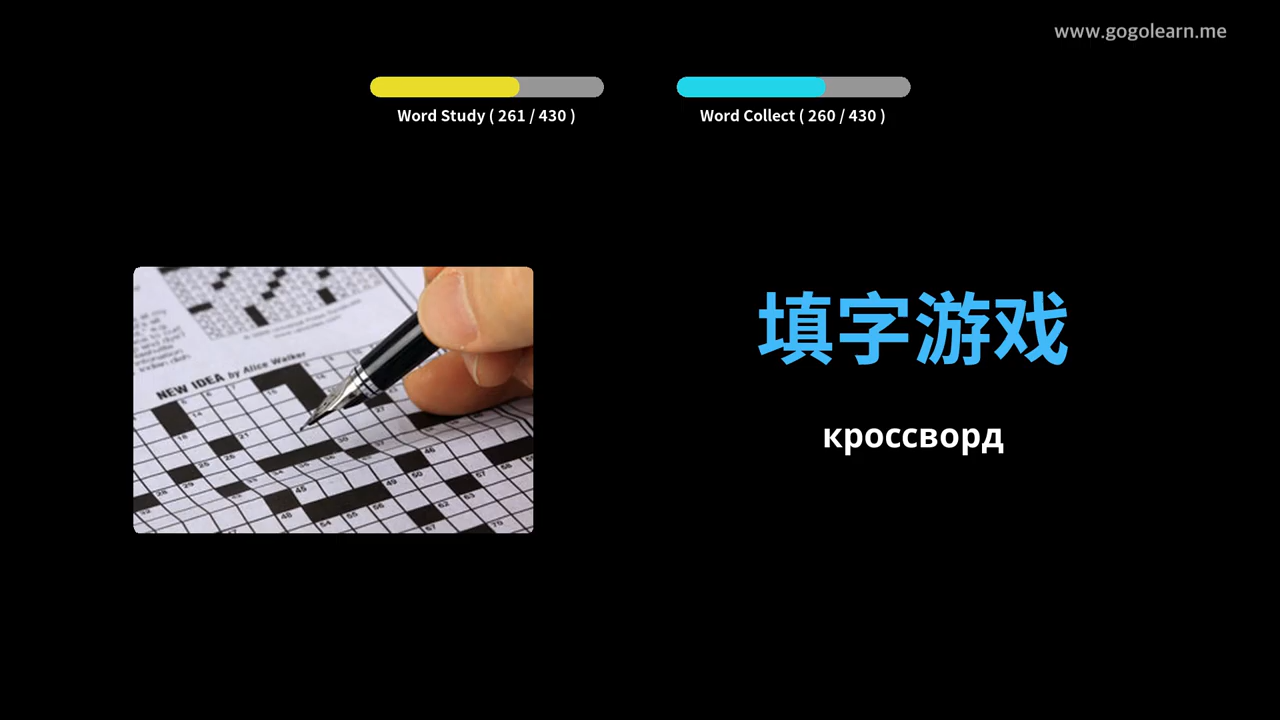 www.gogolearn.me
Word Study ( 261 / 430 )
Word Collect ( 260 / 430 )
NEW IDEA by Alice Walker
填字游戏
кроссворд